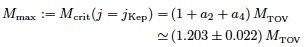 M_max := M_crit(j = j_Kep) = (1 + a_2 + a_4) M_TOV
≃ (1.203 ± 0.022) M_TOV